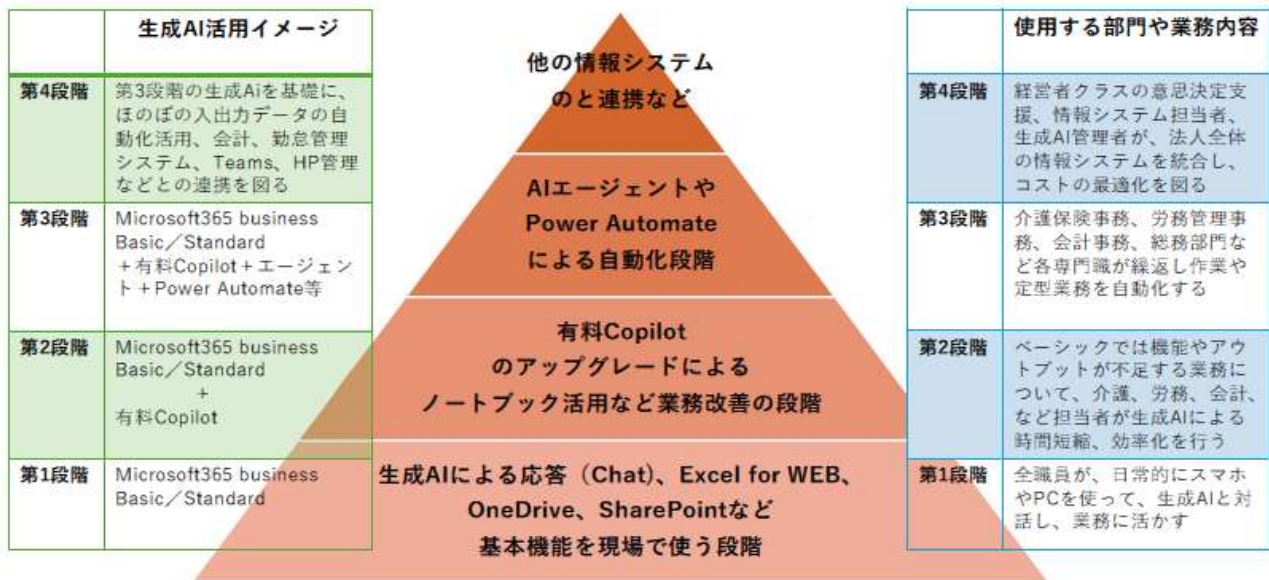 生成AI活用イメージ
第4段階
第3段階の生成Aiを基礎に、
ほのぼの入出力データの自
動化活用、会計、勤怠管理
システム、Teams、HP管理
などとの連携を図る
第3段階
Microsoft365 business
Basic／Standard
＋有料Copilot＋エージェン
ト＋Power Automate等
第2段階
Microsoft365 business
Basic／Standard
＋
有料Copilot
第1段階
Microsoft365 business
Basic／Standard
他の情報システム
のと連携など
AIエージェントや
Power Automate
による自動化段階
有料Copilot
のアップグレードによる
ノートブック活用など業務改善の段階
生成AIによる応答（Chat）、Excel for WEB、
OneDrive、SharePointなど
基本機能を現場で使う段階
使用する部門や業務内容
第4段階
経営者クラスの意思決定支
援、情報システム担当者、
生成AI管理者が、法人全体
の情報システムを統合し、
コストの最適化を図る
第3段階
介護保険事務、労務管理事
務、会計事務、総務部門な
ど各専門職が繰返し作業や
定型業務を自動化する
第2段階
ベーシックでは機能やアウ
トプットが不足する業務に
ついて、介護、労務、会計、
など担当者が生成AIによる
時間短縮、効率化を行う
第1段階
全職員が、日常的にスマホ
やPCを使って、生成AIと対
話し、業務に活かす